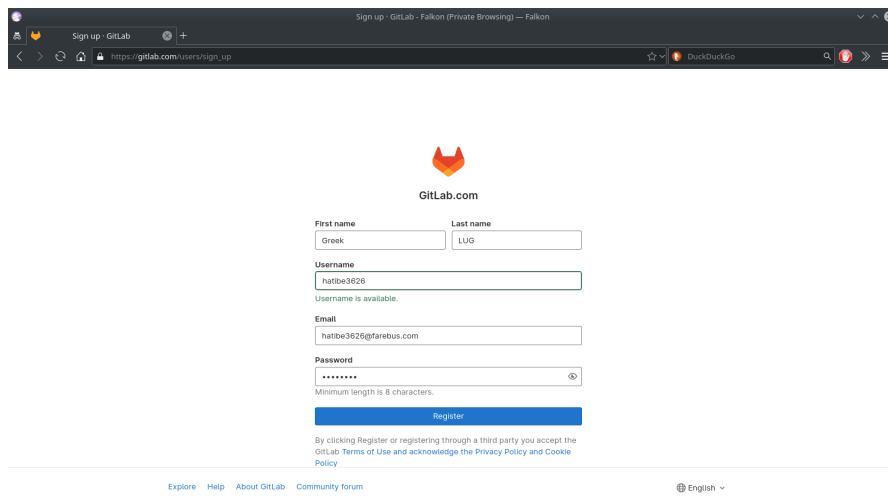 Sign up · GitLab - Falkon (Private Browsing) — Falkon
Sign up · GitLab
https://gitlab.com/users/sign_up
DuckDuckGo
GitLab.com
First name
Last name
Greek
LUG
Username
hatibe3626
Username is available.
Email
hatibe3626@farebus.com
Password
••••••••
Minimum length is 8 characters.
Register
By clicking Register or registering through a third party you accept the
GitLab Terms of Use and acknowledge the Privacy Policy and Cookie
Policy
Explore Help About GitLab Community forum
English